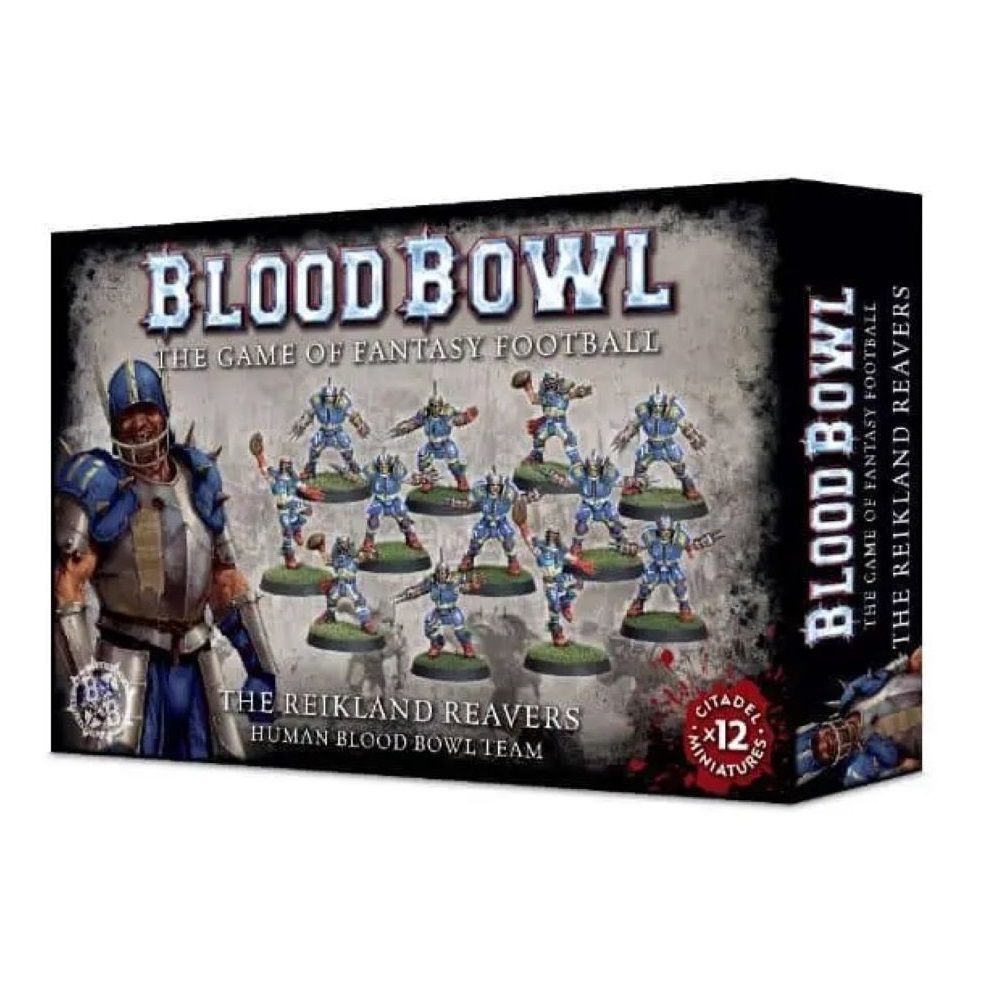 BLOOD BOWL
THE GAME OF FANTASY FOOTBALL
THE REIKLAND REAVERS
HUMAN BLOOD BOWL TEAM
CITADEL
x12
MINIATURES
BLOOD BOWL
THE GAME OF FANTASY FOOTBALL
THE REIKLAND REAVERS